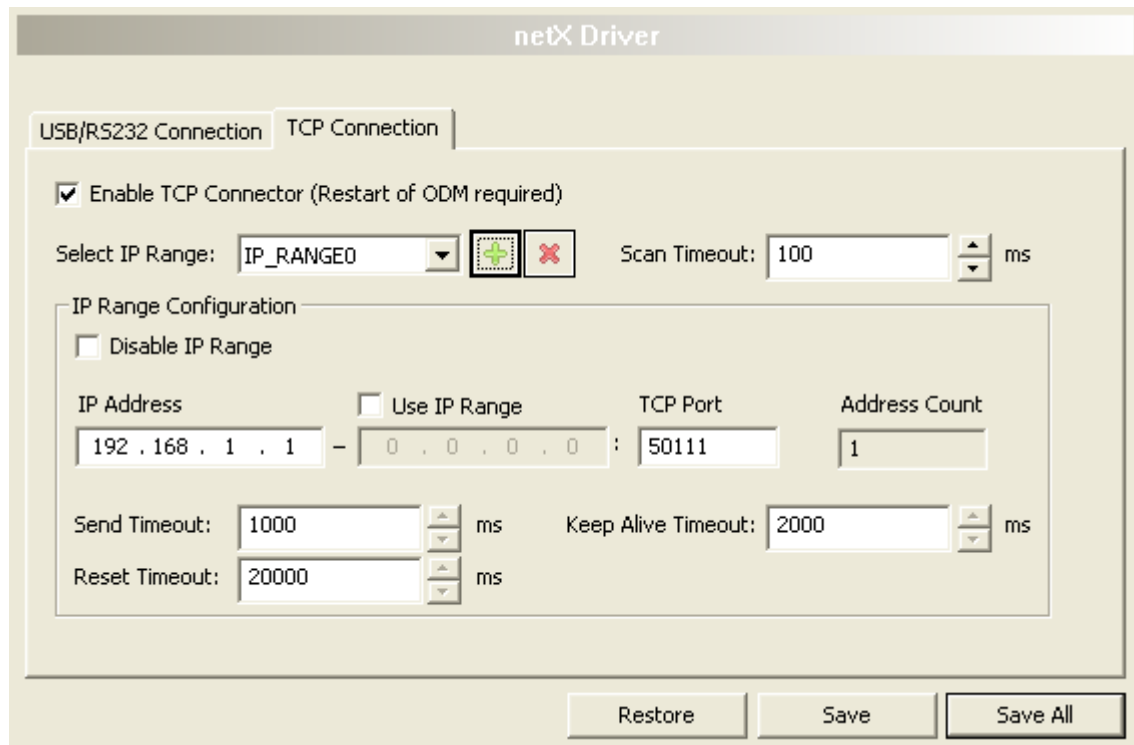 netX Driver
USB/RS232 Connection TCP Connection
Enable TCP Connector (Restart of ODM required)
Select IP Range: IP_RANGE0 Scan Timeout: 100 ms
IP Range Configuration
Disable IP Range
IP Address Use IP Range TCP Port Address Count
192 . 168 . 1 . 1 – 0 . 0 . 0 . 0 : 50111 1
Send Timeout: 1000 ms Keep Alive Timeout: 2000 ms
Reset Timeout: 20000 ms
Restore Save Save All